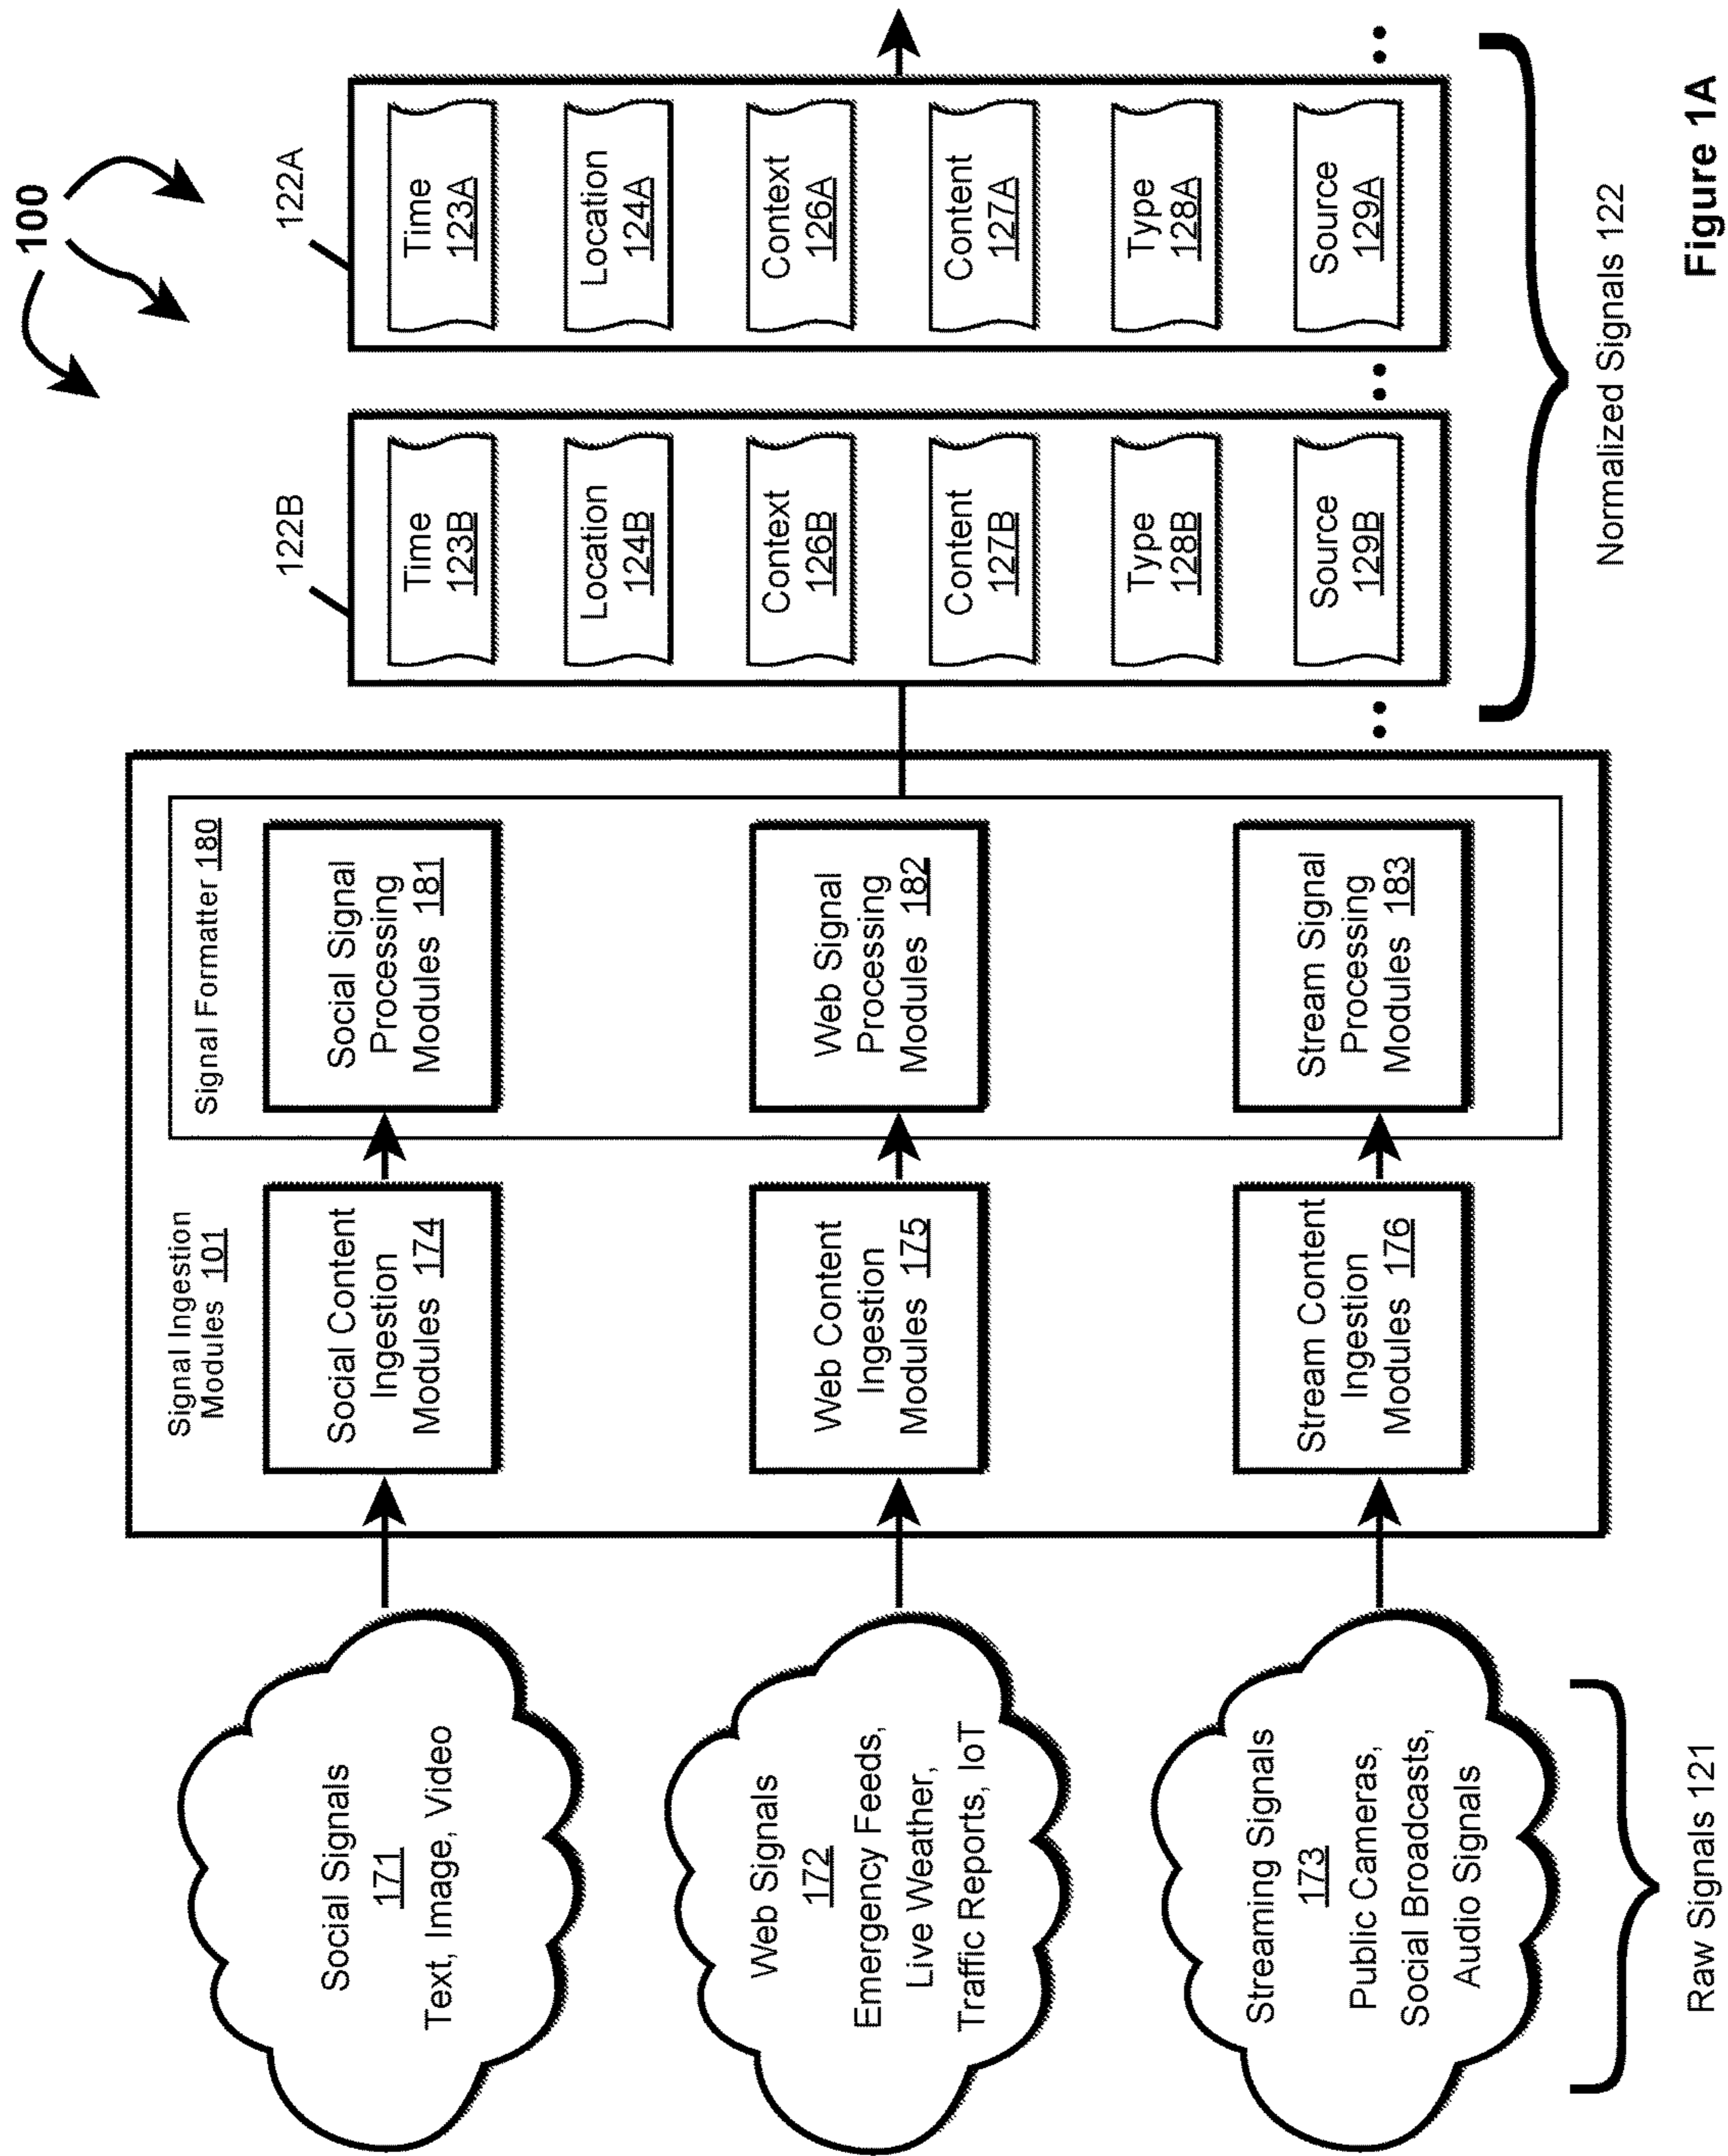 100
Signal Ingestion
Modules 101
Signal Formatter 180
122B
122A
Social Signals
171
Text, Image, Video
Social Content
Ingestion
Modules 174
Social Signal
Processing
Modules 181
Time
123B
Location
124B
Time
123A
Location
124A
Web Signals
172
Emergency Feeds,
Live Weather,
Traffic Reports, IoT
Web Content
Ingestion
Modules 175
Web Signal
Processing
Modules 182
Context
126B
Content
127B
Context
126A
Content
127A
Streaming Signals
173
Public Cameras,
Social Broadcasts,
Audio Signals
Stream Content
Ingestion
Modules 176
Stream Signal
Processing
Modules 183
Type
128B
Source
129B
Type
128A
Source
129A
Raw Signals 121
Normalized Signals 122
Figure 1A